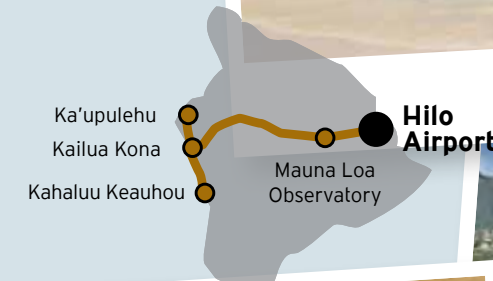 Ka'upulehu
Kailua Kona
Kahaluu Keauhou
Mauna Loa
Observatory
Hilo
Airport